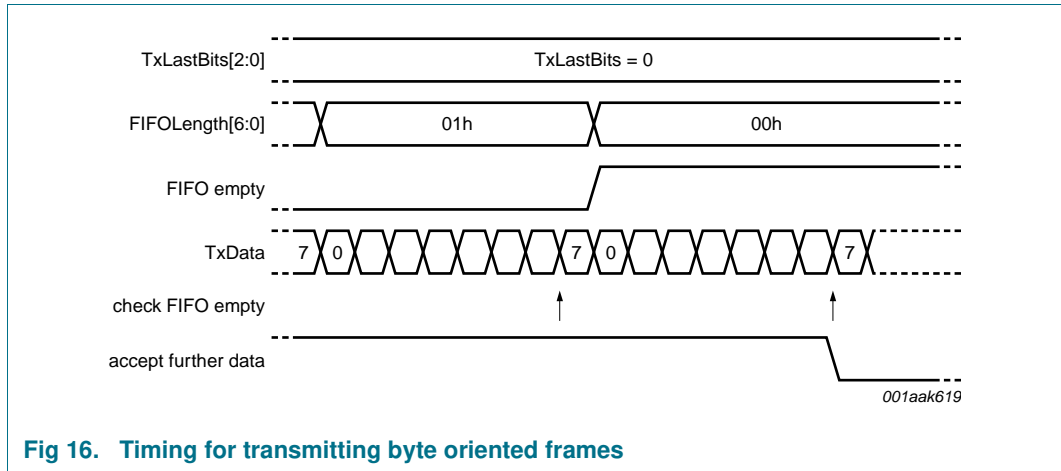 TxLastBits[2:0] TxLastBits = 0
FIFOLength[6:0] 01h 00h
FIFO empty
TxData 7 0 7 0 7
check FIFO empty
accept further data
001aak619
Fig 16. Timing for transmitting byte oriented frames